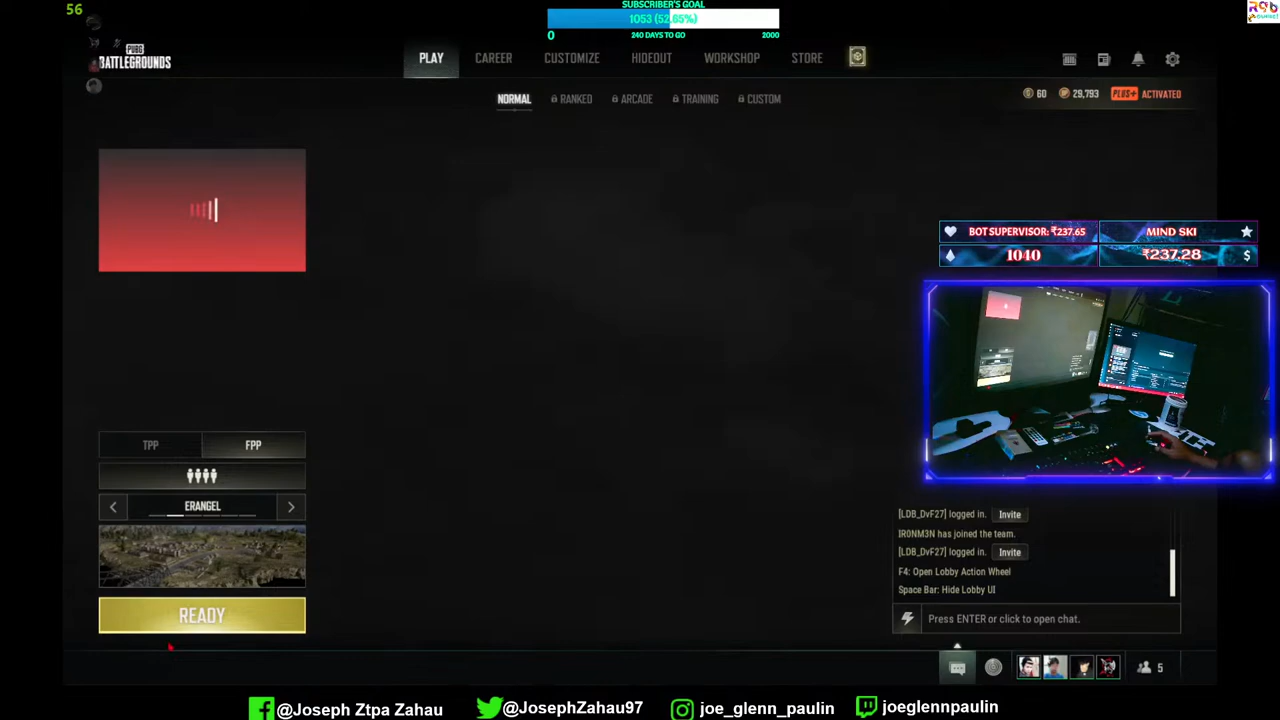 56
SUBSCRIBER'S GOAL
1053 (52.65%)
0
240 DAYS TO GO
2000
PUBG
BATTLEGROUNDS
PLAY
CAREER
CUSTOMIZE
HIDEOUT
WORKSHOP
STORE
NORMAL
RANKED
ARCADE
TRAINING
CUSTOM
60
29,793
PLUS+
ACTIVATED
BOT SUPERVISOR: ₹237.65
MIND SKI
1040
₹237.28
$
TPP
FPP
ERANGEL
READY
[LDB_DvF27] logged in.
Invite
IR0NM3N has joined the team.
[LDB_DvF27] logged in.
Invite
F4: Open Lobby Action Wheel
Space Bar: Hide Lobby UI
Press ENTER or click to open chat.
5
@Joseph Ztpa Zahau
@JosephZahau97
joe_glenn_paulin
joeglennpaulin